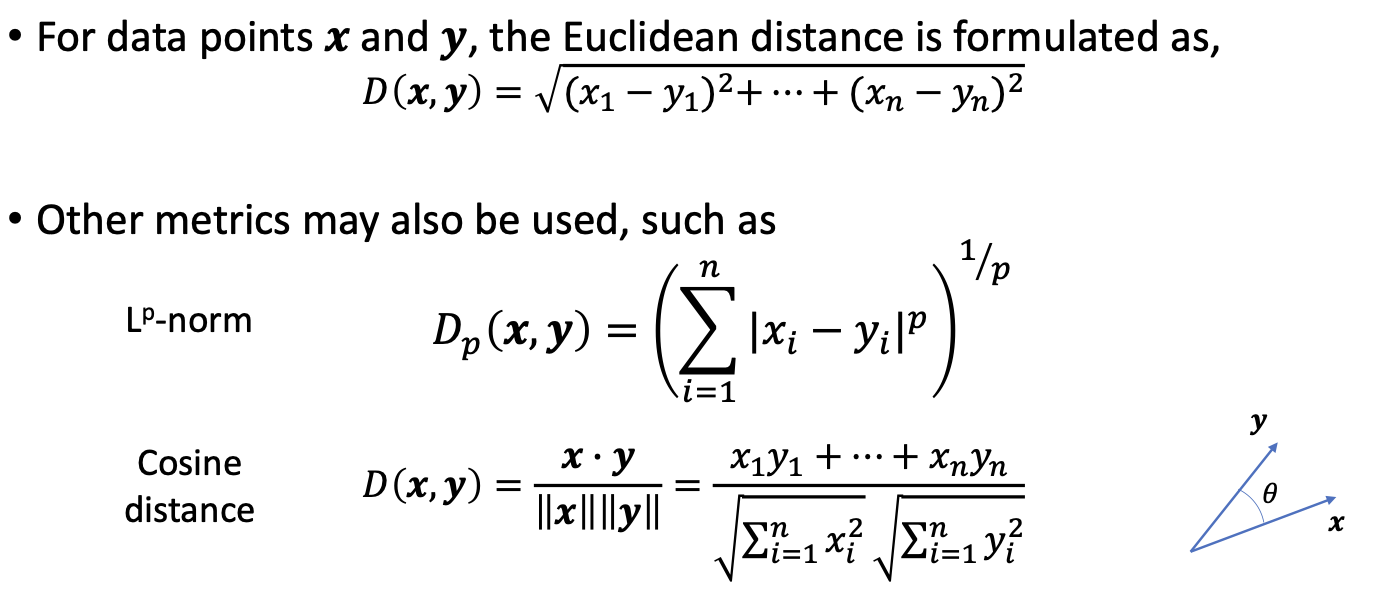 • For data points x and y, the Euclidean distance is formulated as,
D(x, y) = √((x₁ − y₁)²+ ⋯ + (xₙ − yₙ)²)
• Other metrics may also be used, such as
Lᵖ-norm
Dₚ(x, y) = (∑ᵢ₌₁ⁿ |xᵢ − yᵢ|ᵖ)^(1/p)
Cosine
distance
D(x, y) = (x · y)/(‖x‖‖y‖) = (x₁y₁ + ⋯ + xₙyₙ)/(√(∑ᵢ₌₁ⁿ xᵢ²) √(∑ᵢ₌₁ⁿ yᵢ²))
y
θ
x